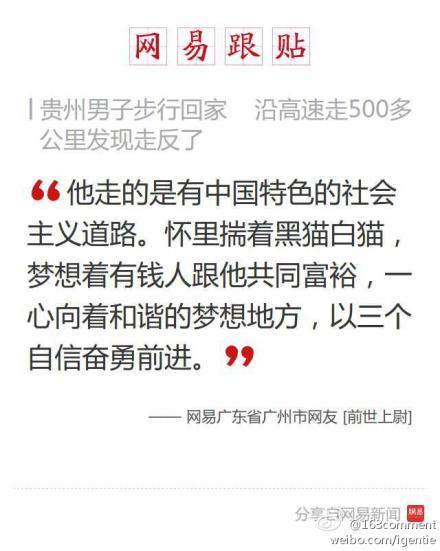 网易跟贴
贵州男子步行回家 沿高速走500多
公里发现走反了
“他走的是有中国特色的社会
主义道路。怀里揣着黑猫白猫，
梦想着有钱人跟他共同富裕，一
心向着和谐的梦想地方，以三个
自信奋勇前进。”
—— 网易广东省广州市网友 [前世上尉]
分享自网易新闻 网易
@163comment
weibo.com/igentie